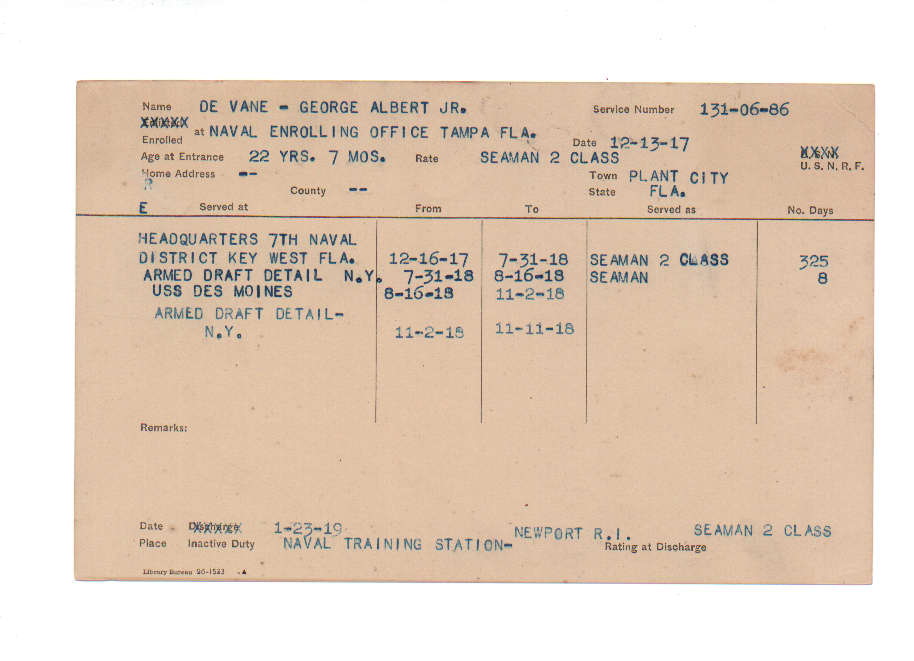 Name DE VANE - GEORGE ALBERT JR. Service Number 131-06-86
Enrolled at NAVAL ENROLLING OFFICE TAMPA FLA. Date 12-13-17
Age at Entrance 22 YRS. 7 MOS. Rate SEAMAN 2 CLASS U. S. N. R. F.
Home Address -- Town PLANT CITY
R County -- State FLA.
E Served at From To Served as No. Days
HEADQUARTERS 7TH NAVAL
DISTRICT KEY WEST FLA. 12-16-17 7-31-18 SEAMAN 2 CLASS 325
ARMED DRAFT DETAIL N.Y. 7-31-18 8-16-18 SEAMAN 8
USS DES MOINES 8-16-18 11-2-18
ARMED DRAFT DETAIL-
N.Y. 11-2-18 11-11-18
Remarks:
Date Discharge 1-23-19 NEWPORT R.I. SEAMAN 2 CLASS
Place Inactive Duty NAVAL TRAINING STATION- Rating at Discharge
Library Bureau 26-1523